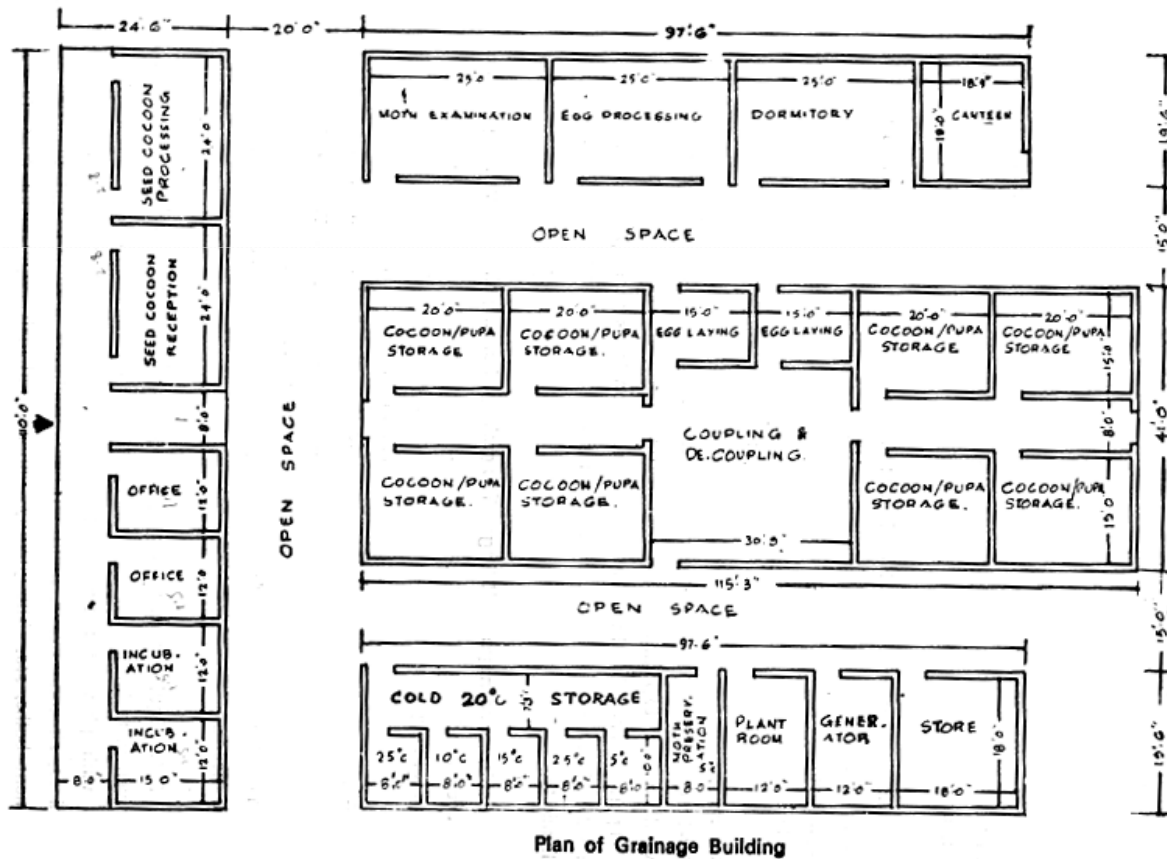 24'.6"
20'.0"
97'.6"
25'.0
25'.0"
25'.0"
18'.9"
MOTH EXAMINATION
EGG PROCESSING
DORMITORY
CANTEEN
18'.0"
19'.0"
SEED COCOON
PROCESSING
24'.0
OPEN SPACE
15'.0"
SEED COCOON
RECEPTION
24'.0"
20'.0"
20'.0"
15'.0"
15'.0"
20'.0"
20'.0"
COCOON/PUPA
STORAGE
COCOON/PUPA
STORAGE.
EGG LAYING
EGG LAYING
COCOON/PUPA
STORAGE
COCOON/PUPA
STORAGE
15'.0"
8'.0"
8'.0"
41'.0"
OPEN SPACE
COUPLING &
DE.COUPLING.
OFFICE
12'.0"
COCOON/PUPA
STORAGE.
COCOON/PUPA
STORAGE.
COCOON/PUPA
STORAGE.
COCOON/PUPA
STORAGE.
15'.0
30'.9"
OFFICE
12'.0"
115'.3"
OPEN SPACE
15'.0"
97'.6"
INCUB-
ATION
12'.0"
COLD 20°C STORAGE
MOTH
PRESERV-
ATION
PLANT
ROOM
GENER-
ATOR
STORE
18'.0"
19'.6"
INCUB-
ATION
12'.0"
25°c
10°c
15°c
25°c
5°c
8'.0"
15'.0"
8'.0"
8'.0"
8'.0"
8'.0"
8'.0"
8'.0"
12'.0"
12'.0"
18'.0"
Plan of Grainage Building